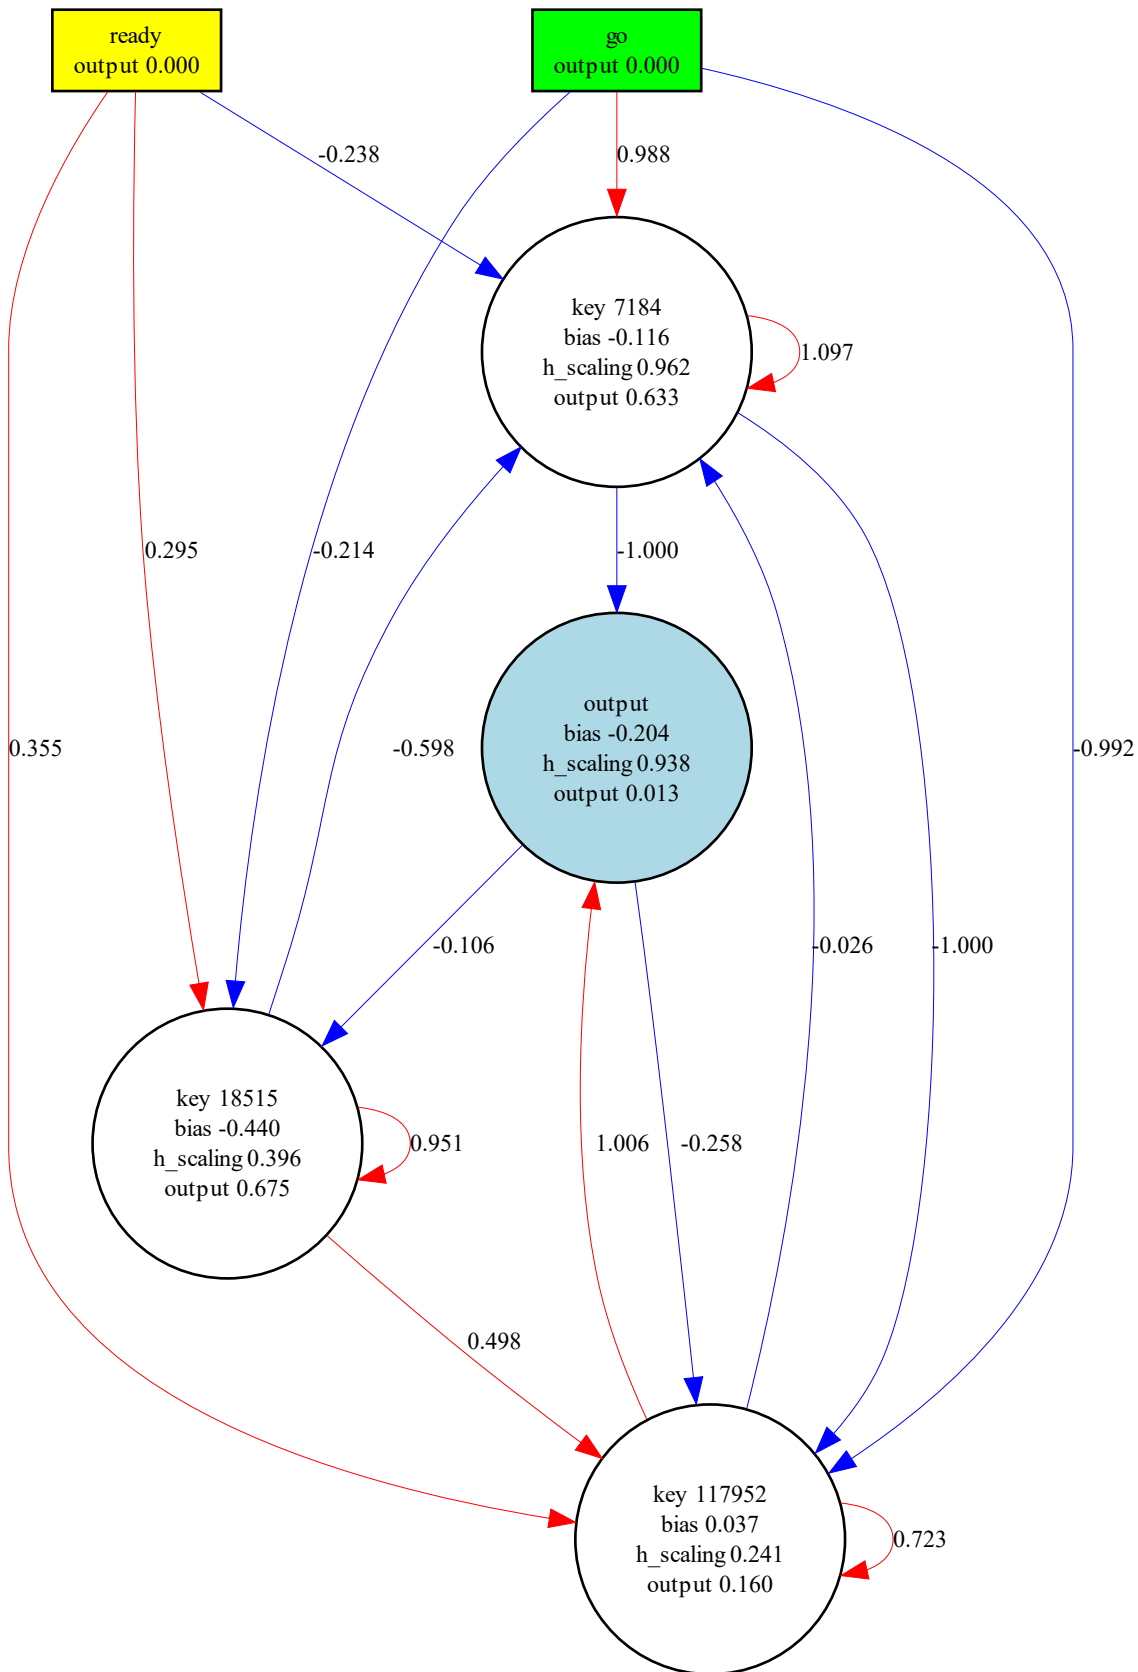 ready
output 0.000
go
output 0.000
-0.238
0.988
key 7184
bias -0.116
h_scaling 0.962
output 0.633
1.097
0.295
-0.214
-1.000
output
bias -0.204
h_scaling 0.938
output 0.013
0.355
-0.598
-0.992
-0.106
-0.026
-1.000
key 18515
bias -0.440
h_scaling 0.396
output 0.675
0.951
1.006
-0.258
0.498
key 117952
bias 0.037
h_scaling 0.241
output 0.160
0.723